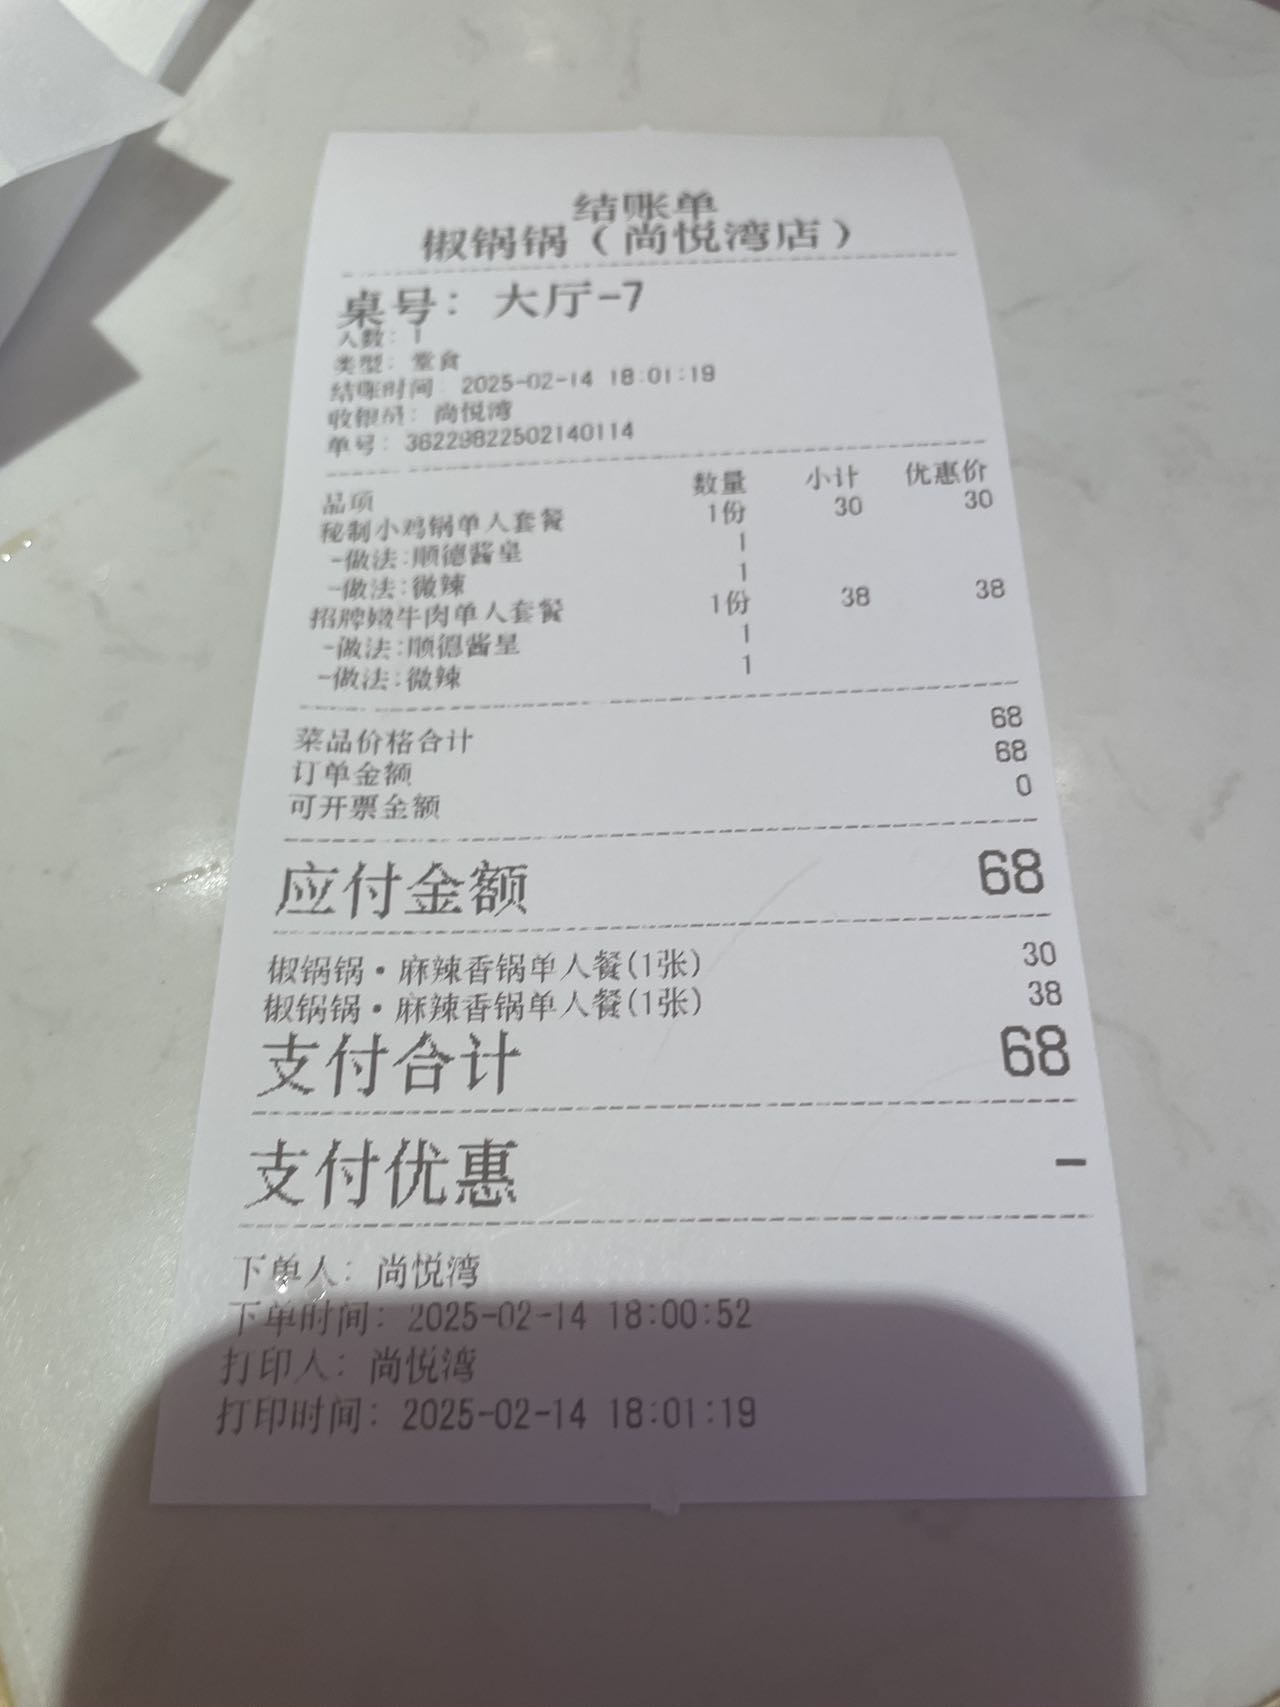 结账单
椒锅锅（尚悦湾店）
桌号：大厅-7
人数：1
类型：堂食
结账时间：2025-02-14 18:01:19
收银员：尚悦湾
单号：36229822502140114
品项 数量 小计 优惠价
秘制小鸡锅单人套餐 1份 30 30
-做法:顺德酱皇 1
-做法:微辣 1
招牌嫩牛肉单人套餐 1份 38 38
-做法:顺德酱皇 1
-做法:微辣 1
菜品价格合计 68
订单金额 68
可开票金额 0
应付金额 68
椒锅锅·麻辣香锅单人餐(1张) 30
椒锅锅·麻辣香锅单人餐(1张) 38
支付合计 68
支付优惠 -
下单人：尚悦湾
下单时间：2025-02-14 18:00:52
打印人：尚悦湾
打印时间：2025-02-14 18:01:19